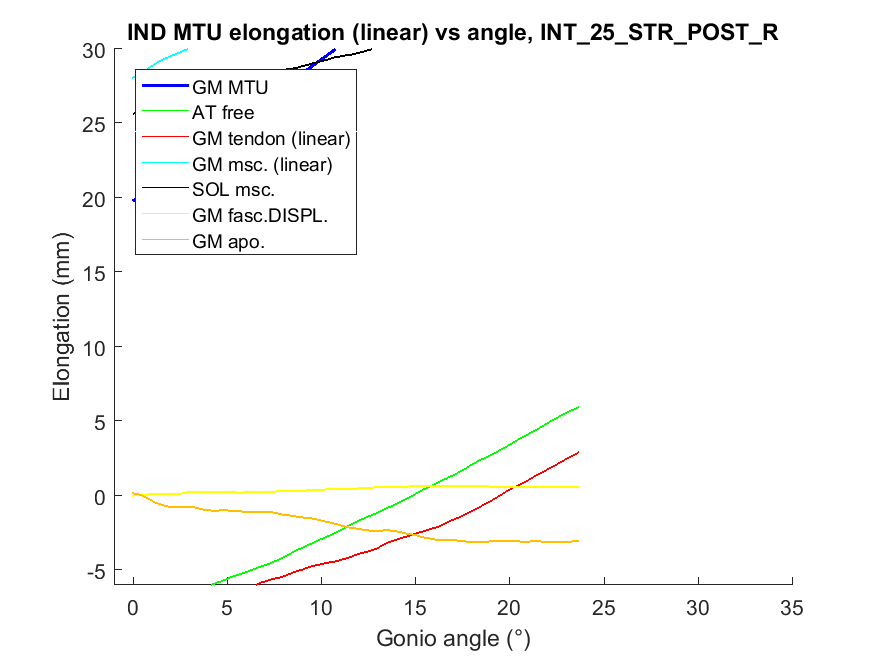 IND MTU elongation (linear) vs angle, INT_25_STR_POST_R
30
25
20
15
10
5
0
-5
Elongation (mm)
GM MTU
AT free
GM tendon (linear)
GM msc. (linear)
SOL msc.
GM fasc.DISPL.
GM apo.
0 5 10 15 20 25 30 35
Gonio angle (°)